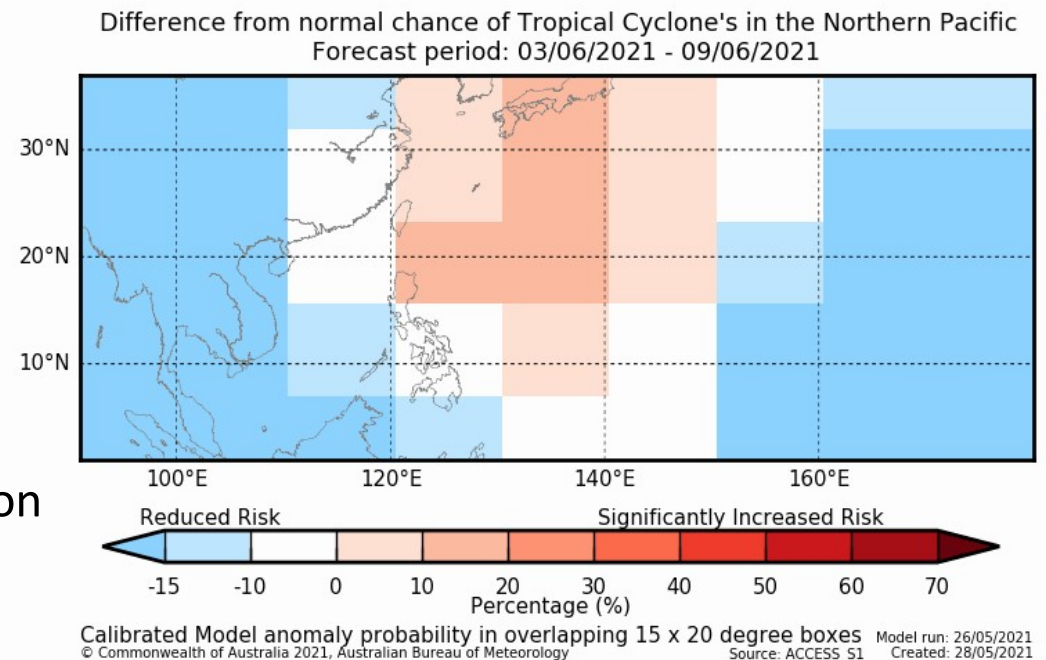 Difference from normal chance of Tropical Cyclone's in the Northern Pacific
Forecast period: 03/06/2021 - 09/06/2021
30°N
20°N
10°N
100°E 120°E 140°E 160°E
on
Reduced Risk Significantly Increased Risk
-15 -10 0 10 20 30 40 50 60 70
Percentage (%)
Calibrated Model anomaly probability in overlapping 15 x 20 degree boxes Model run: 26/05/2021
© Commonwealth of Australia 2021, Australian Bureau of Meteorology Source: ACCESS S1 Created: 28/05/2021